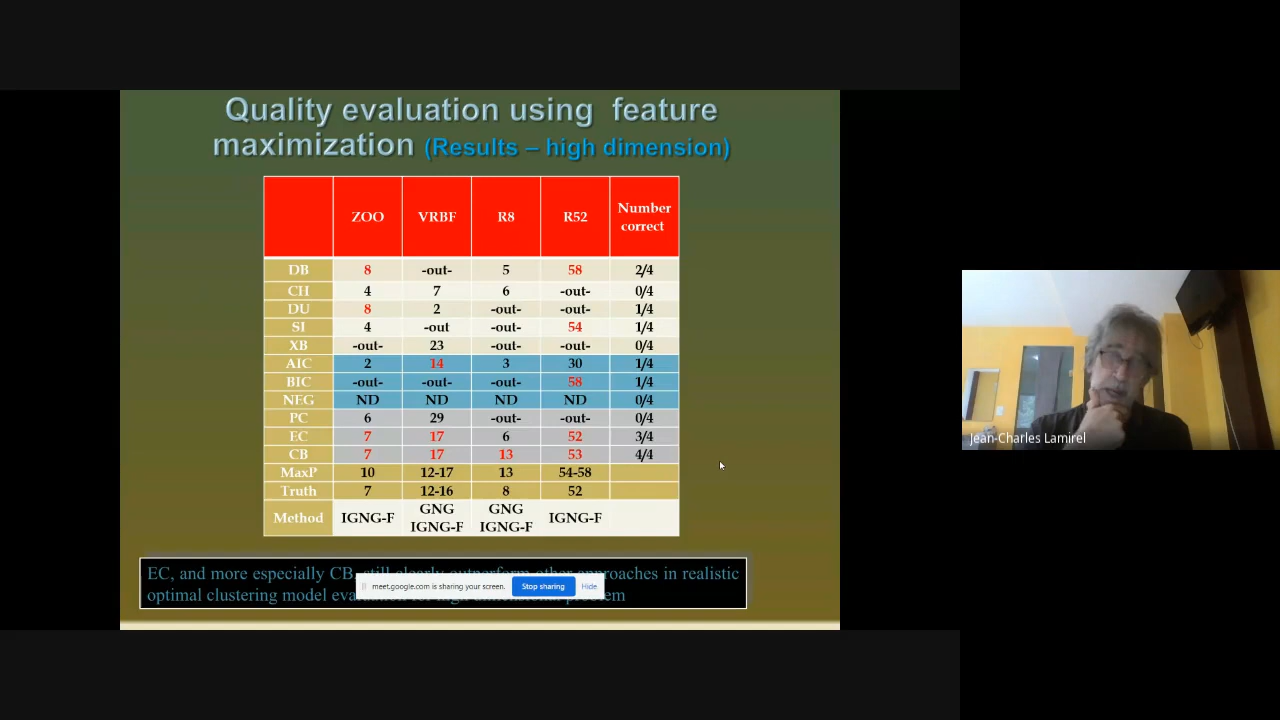 Quality evaluation using feature
maximization (Results – high dimension)
ZOO VRBF R8 R52 Number correct
DB 8 -out- 5 58 2/4
CH 4 7 6 -out- 0/4
DU 8 2 -out- -out- 1/4
SI 4 -out -out- 54 1/4
XB -out- 23 -out- -out- 0/4
AIC 2 14 3 30 1/4
BIC -out- -out- -out- 58 1/4
NEG ND ND ND ND 0/4
PC 6 29 -out- -out- 0/4
EC 7 17 6 52 3/4
CB 7 17 13 53 4/4
MaxP 10 12-17 13 54-58
Truth 7 12-16 8 52
Method IGNG-F GNG IGNG-F GNG IGNG-F IGNG-F
EC, and more especially CB, still clearly outperform other approaches in realistic
optimal clustering model
meet.google.com is sharing your screen. Stop sharing Hide
Jean-Charles Lamirel